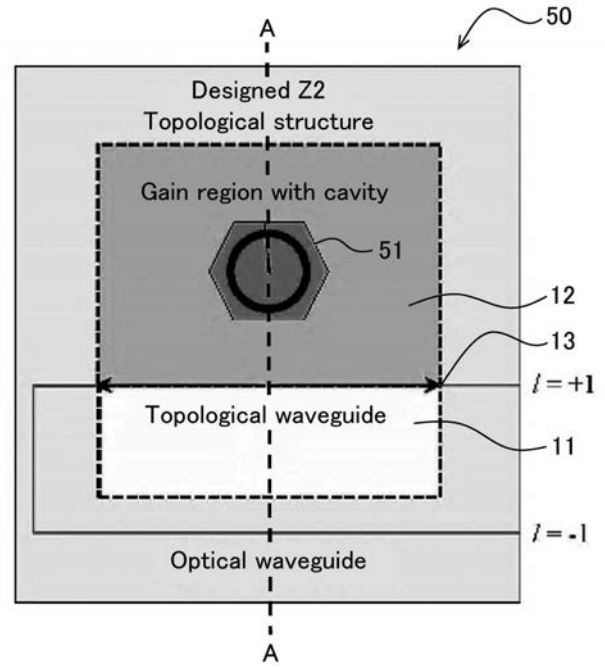 50
A
Designed Z2
Topological structure
Gain region with cavity
51
12
13
l = +1
Topological waveguide
11
l = -1
Optical waveguide
A